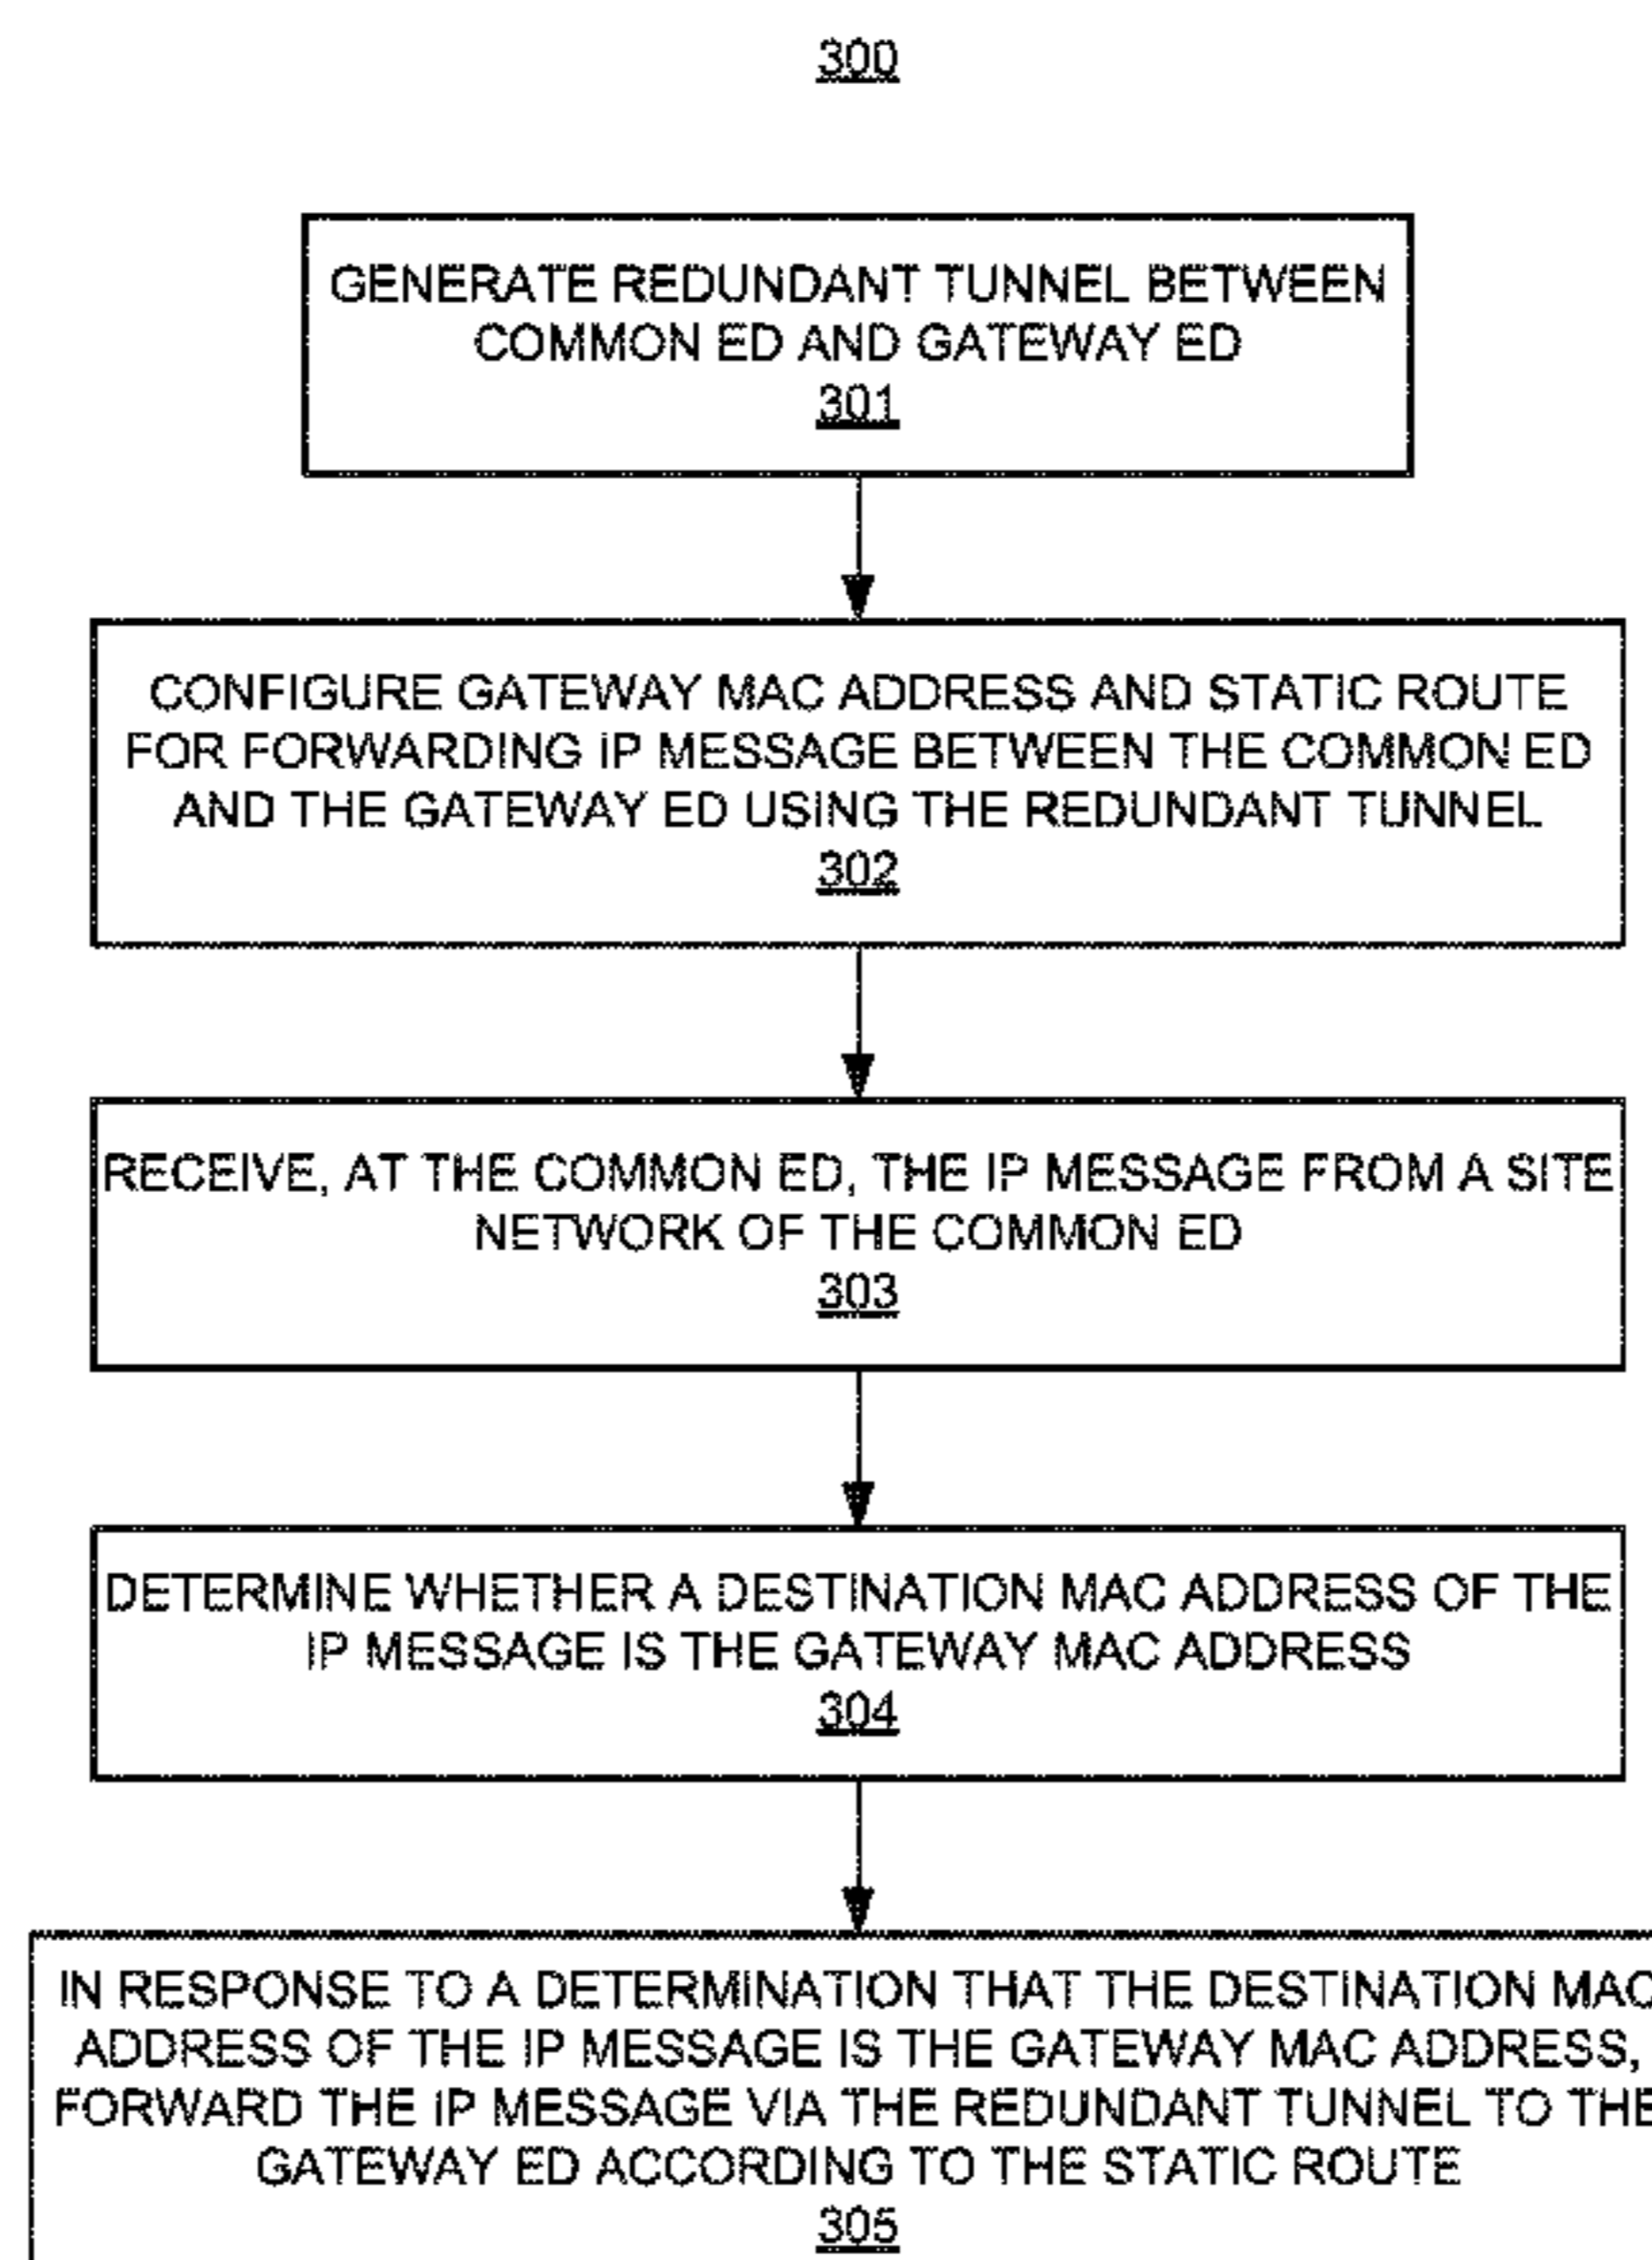 300
GENERATE REDUNDANT TUNNEL BETWEEN
COMMON ED AND GATEWAY ED
301
CONFIGURE GATEWAY MAC ADDRESS AND STATIC ROUTE
FOR FORWARDING IP MESSAGE BETWEEN THE COMMON ED
AND THE GATEWAY ED USING THE REDUNDANT TUNNEL
302
RECEIVE, AT THE COMMON ED, THE IP MESSAGE FROM A SITE
NETWORK OF THE COMMON ED
303
DETERMINE WHETHER A DESTINATION MAC ADDRESS OF THE
IP MESSAGE IS THE GATEWAY MAC ADDRESS
304
IN RESPONSE TO A DETERMINATION THAT THE DESTINATION MAC
ADDRESS OF THE IP MESSAGE IS THE GATEWAY MAC ADDRESS,
FORWARD THE IP MESSAGE VIA THE REDUNDANT TUNNEL TO THE
GATEWAY ED ACCORDING TO THE STATIC ROUTE
305